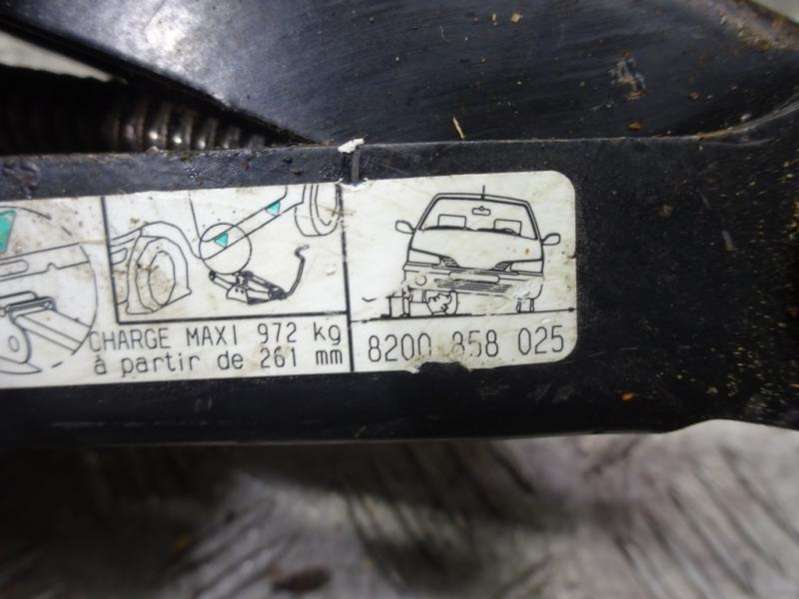 CHARGE MAXI 972 kg
à partir de 261 mm
8200 858 025